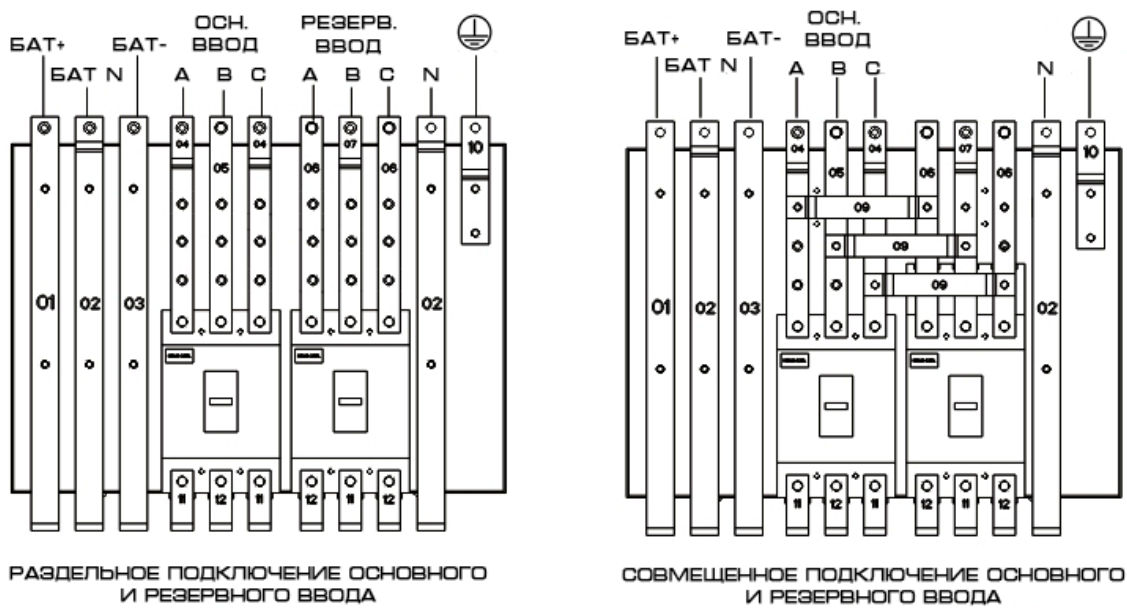 ОСН.
ВВОД
РЕЗЕРВ.
ВВОД
БАТ+
БАТ-
БАТ N
A B C
A B C
N
04
04
07
10
05
06
06
01
02
03
02
11
12
11
12
11
12
РАЗДЕЛЬНОЕ ПОДКЛЮЧЕНИЕ ОСНОВНОГО
И РЕЗЕРВНОГО ВВОДА
ОСН.
ВВОД
БАТ+
БАТ-
БАТ N
A B C
N
04
04
07
10
05
06
06
09
09
09
01
02
03
02
11
12
11
12
11
12
СОВМЕЩЕННОЕ ПОДКЛЮЧЕНИЕ ОСНОВНОГО
И РЕЗЕРВНОГО ВВОДА